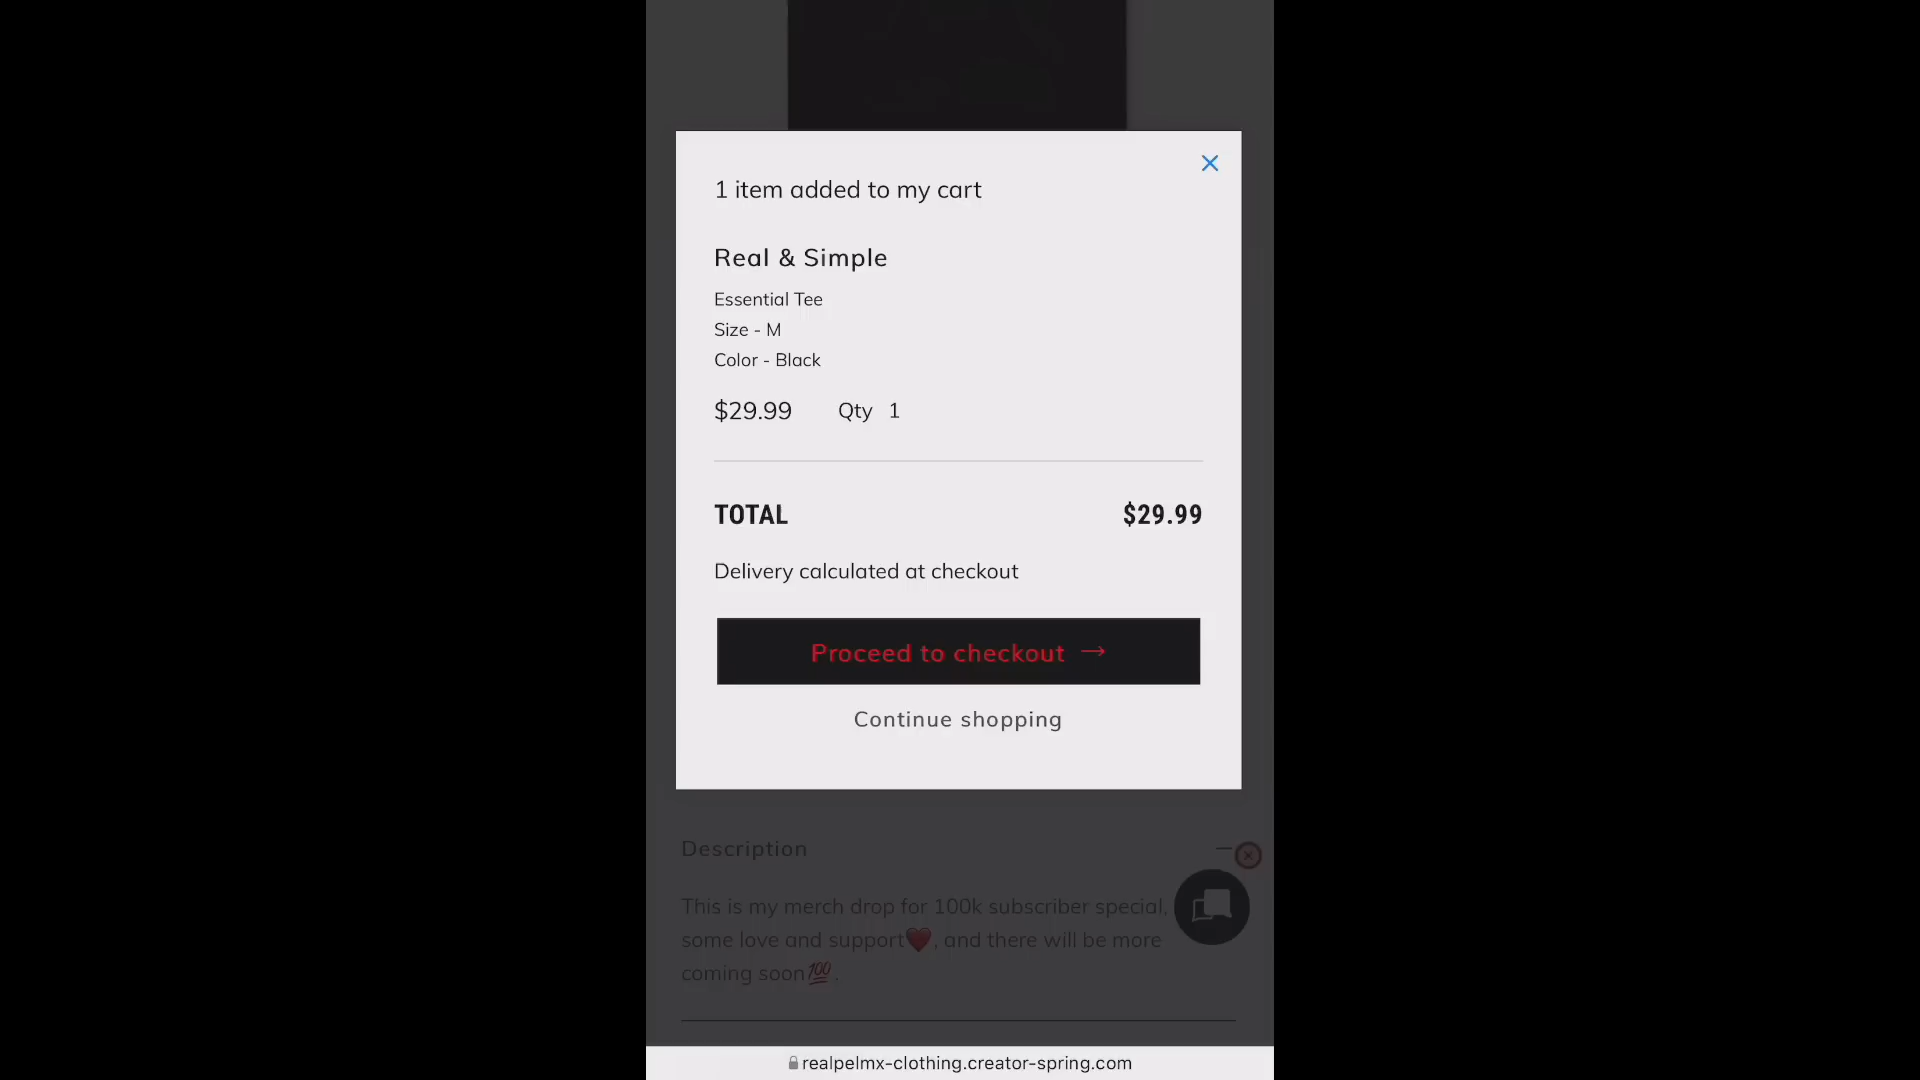 1 item added to my cart
Real & Simple
Essential Tee
Size - M
Color - Black
$29.99 Qty 1
TOTAL $29.99
Delivery calculated at checkout
Proceed to checkout →
Continue shopping
Description
This is my merch drop for 100k subscriber special,
some love and support❤️, and there will be more
coming soon💯.
realpelmx-clothing.creator-spring.com